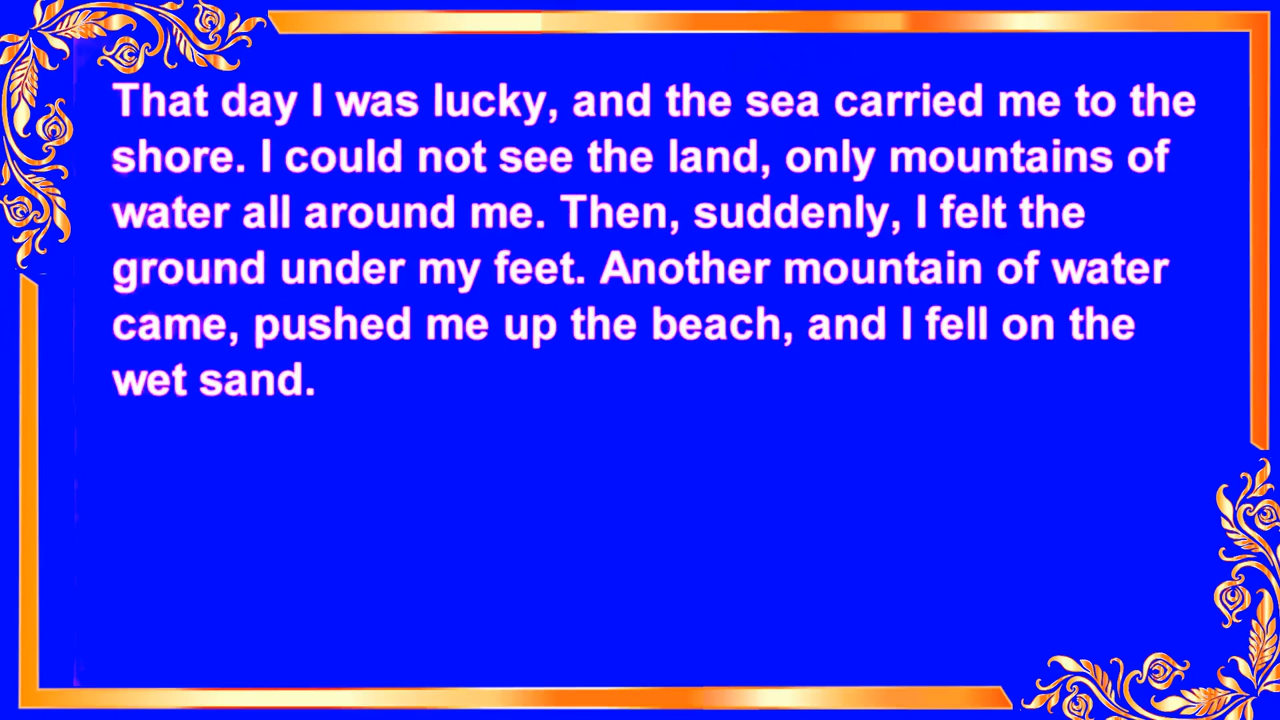 That day I was lucky, and the sea carried me to the
shore. I could not see the land, only mountains of
water all around me. Then, suddenly, I felt the
ground under my feet. Another mountain of water
came, pushed me up the beach, and I fell on the
wet sand.